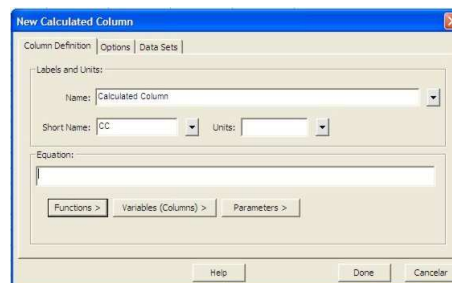 New Calculated Column
Column Definition Options Data Sets
Labels and Units:
Name: Calculated Column
Short Name: CC Units:
Equation:
Functions > Variables (Columns) > Parameters >
Help Done Cancelar